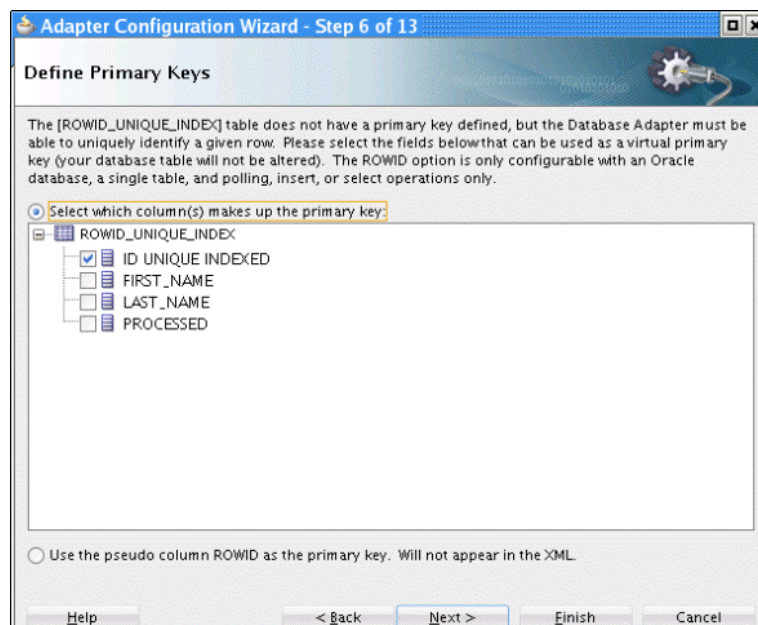 Adapter Configuration Wizard - Step 6 of 13
Define Primary Keys
The [ROWID_UNIQUE_INDEX] table does not have a primary key defined, but the Database Adapter must be
able to uniquely identify a given row. Please select the fields below that can be used as a virtual primary
key (your database table will not be altered). The ROWID option is only configurable with an Oracle
database, a single table, and polling, insert, or select operations only.
Select which column(s) makes up the primary key:
ROWID_UNIQUE_INDEX
ID UNIQUE INDEXED
FIRST_NAME
LAST_NAME
PROCESSED
Use the pseudo column ROWID as the primary key. Will not appear in the XML.
Help
< Back
Next >
Finish
Cancel